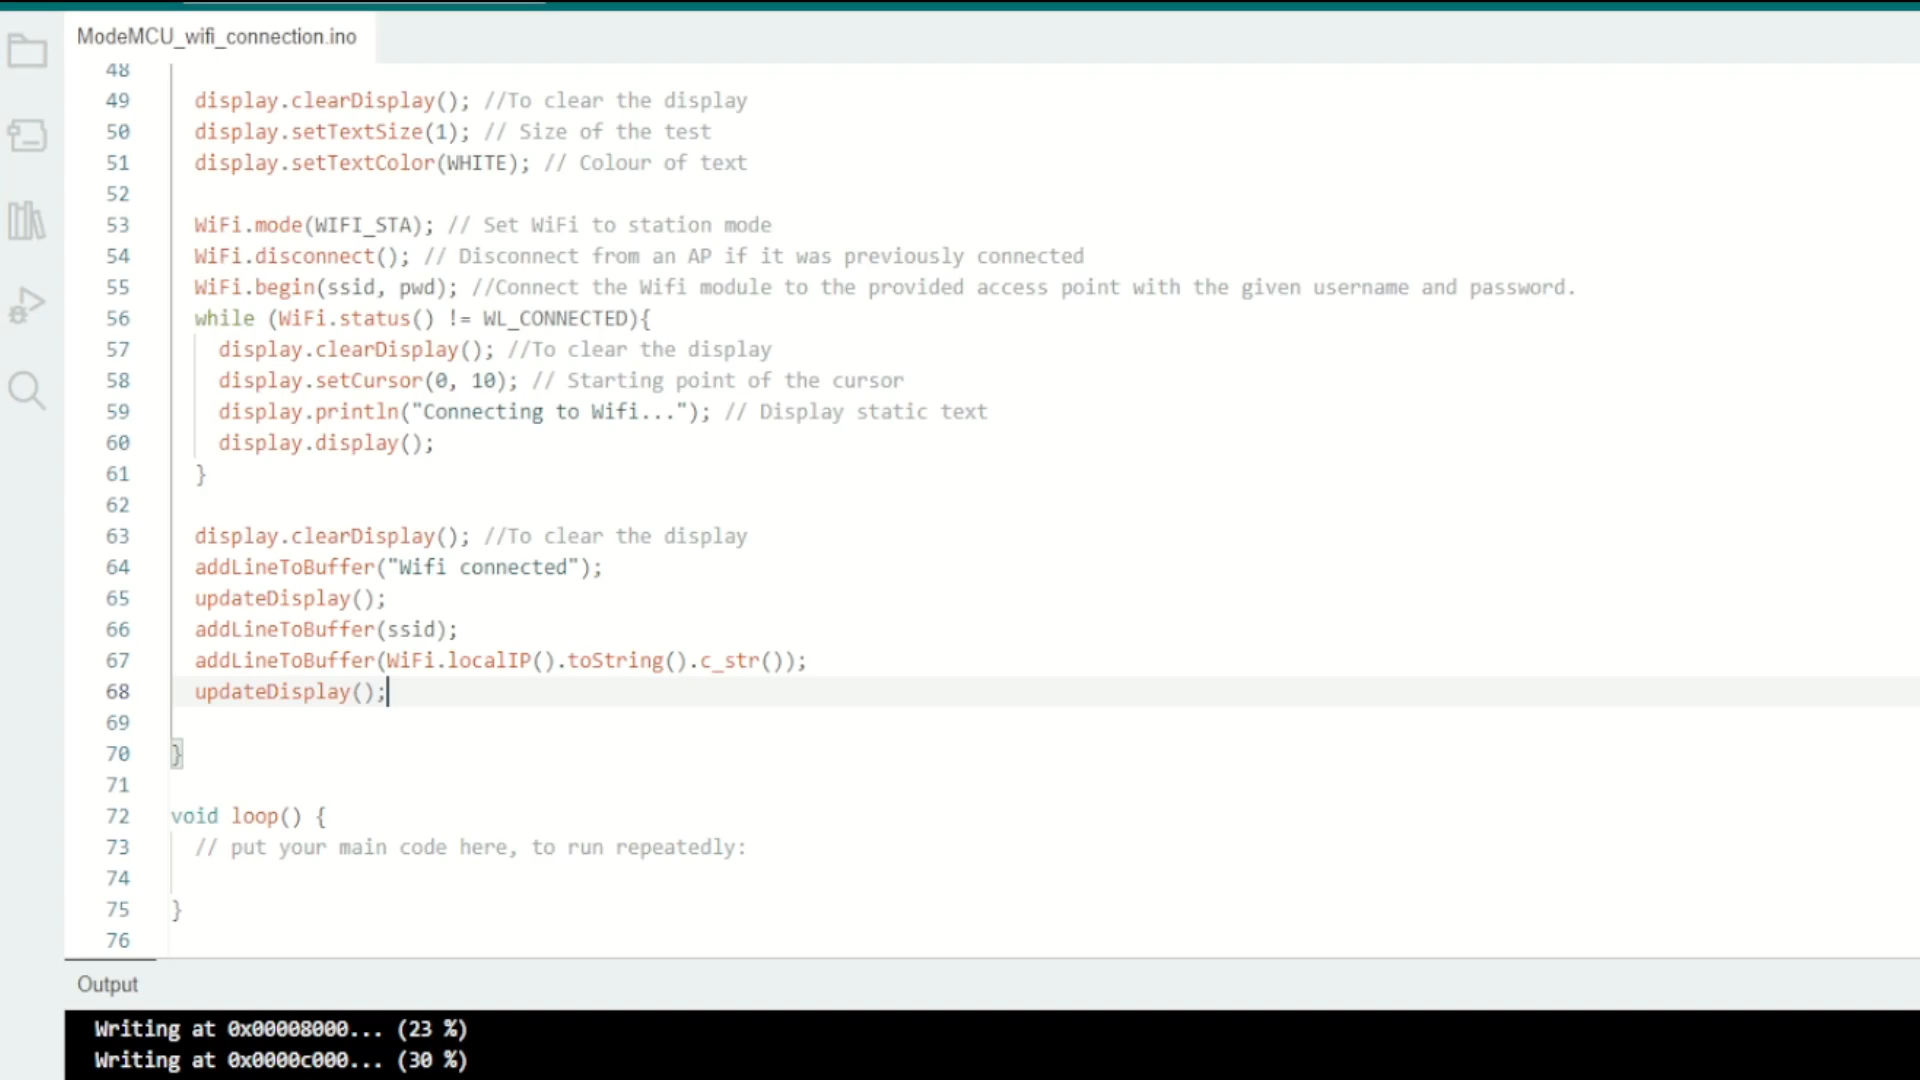 ModeMCU_wifi_connection.ino
48
49 display.clearDisplay(); //To clear the display
50 display.setTextSize(1); // Size of the test
51 display.setTextColor(WHITE); // Colour of text
52
53 WiFi.mode(WIFI_STA); // Set WiFi to station mode
54 WiFi.disconnect(); // Disconnect from an AP if it was previously connected
55 WiFi.begin(ssid, pwd); //Connect the Wifi module to the provided access point with the given username and password.
56 while (WiFi.status() != WL_CONNECTED){
57 display.clearDisplay(); //To clear the display
58 display.setCursor(0, 10); // Starting point of the cursor
59 display.println("Connecting to Wifi..."); // Display static text
60 display.display();
61 }
62
63 display.clearDisplay(); //To clear the display
64 addLineToBuffer("Wifi connected");
65 updateDisplay();
66 addLineToBuffer(ssid);
67 addLineToBuffer(WiFi.localIP().toString().c_str());
68 updateDisplay();
69
70 }
71
72 void loop() {
73 // put your main code here, to run repeatedly:
74
75 }
76
Output
Writing at 0x00008000... (23 %)
Writing at 0x0000c000... (30 %)